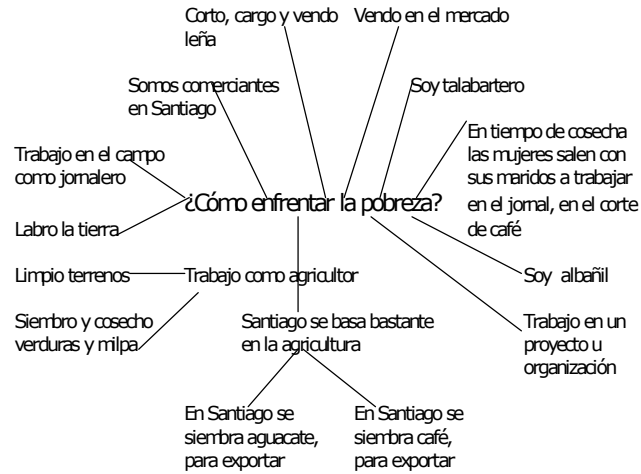 Corto, cargo y vendo
leña
Vendo en el mercado
Somos comerciantes
en Santiago
Soy talabartero
En tiempo de cosecha
las mujeres salen con
sus maridos a trabajar
en el jornal, en el corte
de café
Trabajo en el campo
como jornalero
¿Cómo enfrentar la pobreza?
Labro la tierra
Limpio terrenos
Trabajo como agricultor
Soy albañil
Siembro y cosecho
verduras y milpa
Santiago se basa bastante
en la agricultura
Trabajo en un
proyecto u
organización
En Santiago se
siembra aguacate,
para exportar
En Santiago se
siembra café,
para exportar